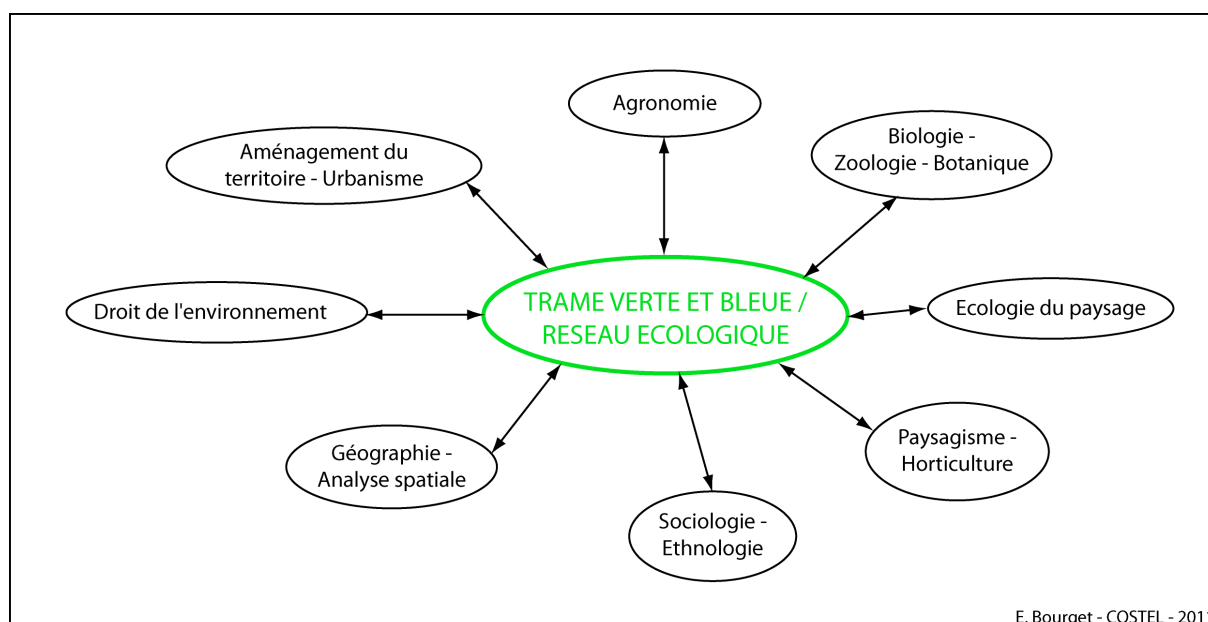 Agronomie
Biologie -
Zoologie - Botanique
Aménagement du
territoire - Urbanisme
Droit de l'environnement
TRAME VERTE ET BLEUE /
RESEAU ECOLOGIQUE
Ecologie du paysage
Géographie -
Analyse spatiale
Paysagisme -
Horticulture
Sociologie -
Ethnologie
E. Bourget - COSTEL - 2011